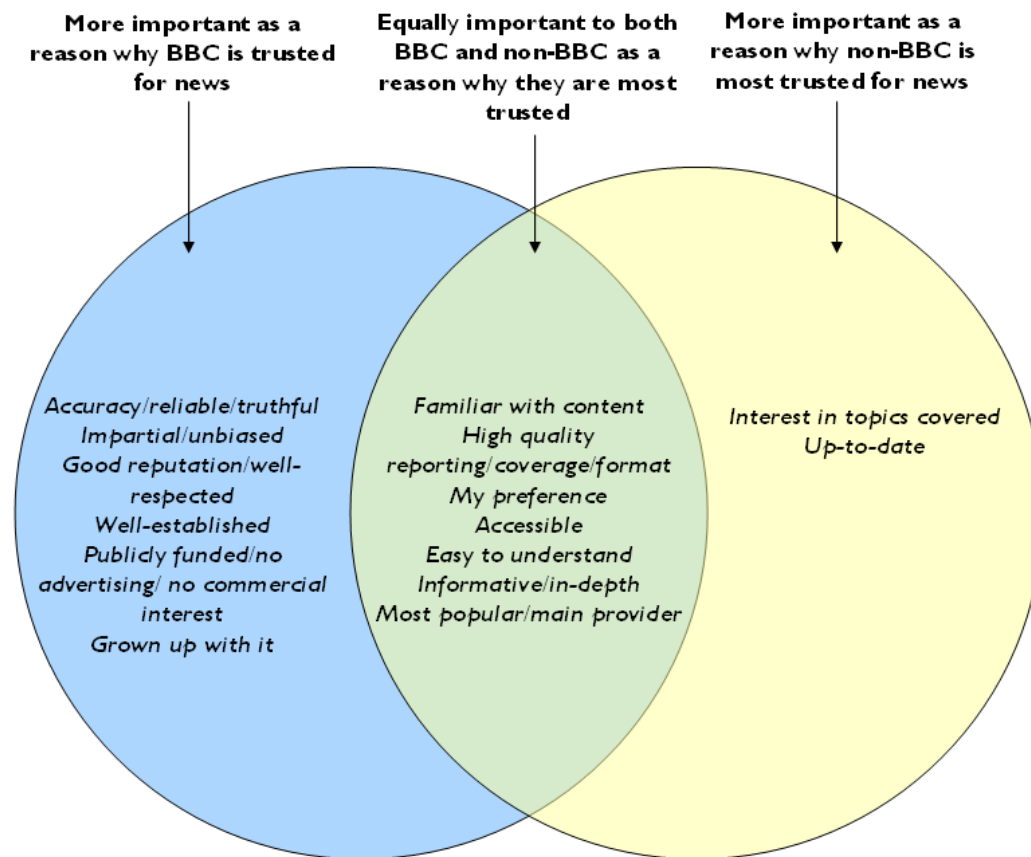 More important as a
reason why BBC is trusted
for news
Equally important to both
BBC and non-BBC as a
reason why they are most
trusted
More important as a
reason why non-BBC is
most trusted for news
Accuracy/reliable/truthful
Impartial/unbiased
Good reputation/well-
respected
Well-established
Publicly funded/no
advertising/ no commercial
interest
Grown up with it
Familiar with content
High quality
reporting/coverage/format
My preference
Accessible
Easy to understand
Informative/in-depth
Most popular/main provider
Interest in topics covered
Up-to-date